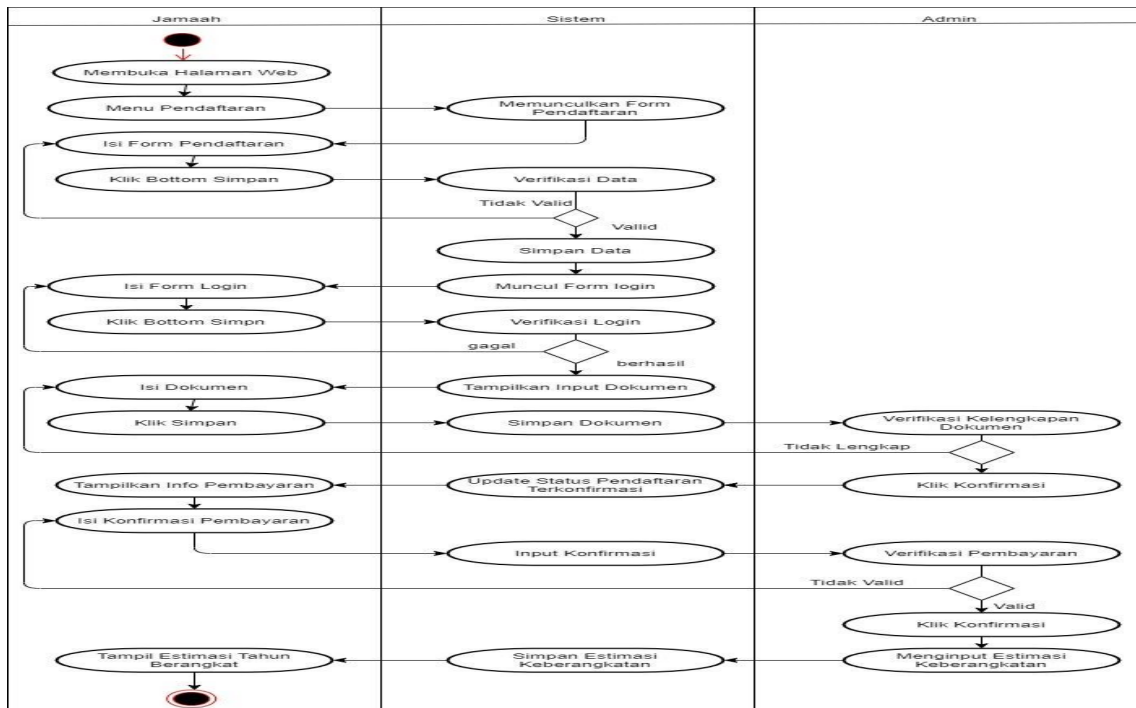 Jamaah
Sistem
Admin
Membuka Halaman Web
Menu Pendaftaran
Memunculkan Form
Pendaftaran
Isi Form Pendaftaran
Klik Bottom Simpan
Verifikasi Data
Tidak Valid
Vallid
Simpan Data
Isi Form Login
Muncul Form login
Klik Bottom Simpn
Verifikasi Login
gagal
berhasil
Isi Dokumen
Tampilkan Input Dokumen
Klik Simpan
Simpan Dokumen
Verifikasi Kelengkapan
Dokumen
Tidak Lengkap
Tampilkan Info Pembayaran
Update Status Pendaftaran
Terkonfirmasi
Klik Konfirmasi
Isi Konfirmasi Pembayaran
Input Konfirmasi
Verifikasi Pembayaran
Tidak Valid
Valid
Klik Konfirmasi
Tampil Estimasi Tahun
Berangkat
Simpan Estimasi
Keberangkatan
Menginput Estimasi
Keberangkatan